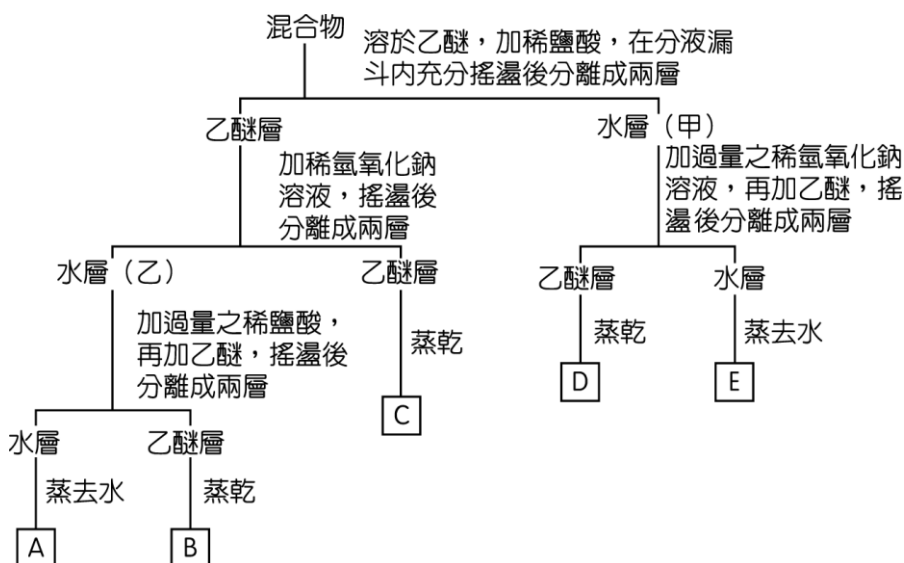 混合物
溶於乙醚，加稀鹽酸，在分液漏
斗內充分搖盪後分離成兩層
乙醚層
水層（甲）
加稀氫氧化鈉
溶液，搖盪後
分離成兩層
加過量之稀氫氧化鈉
溶液，再加乙醚，搖
盪後分離成兩層
水層（乙）
乙醚層
乙醚層
水層
加過量之稀鹽酸，
再加乙醚，搖盪後
分離成兩層
蒸乾
蒸乾
蒸去水
C
D
E
水層
乙醚層
蒸去水
蒸乾
A
B